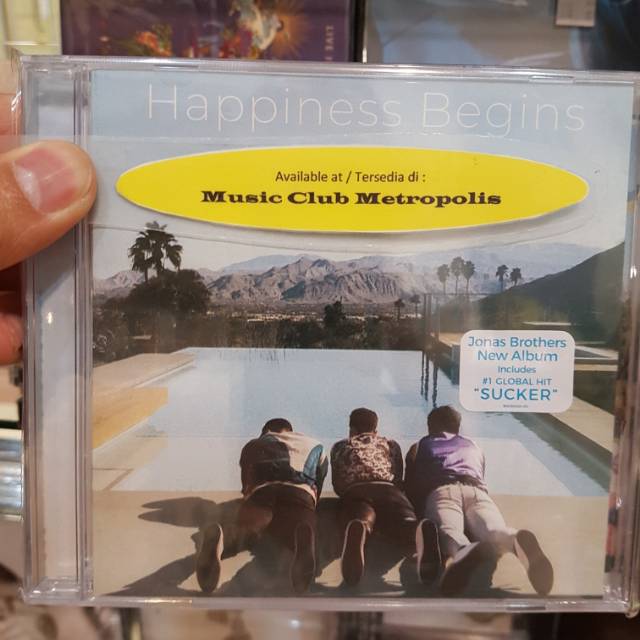 Happiness Begins
Available at / Tersedia di :
Music Club Metropolis
Jonas Brothers
New Album
Includes
#1 GLOBAL HIT
"SUCKER"